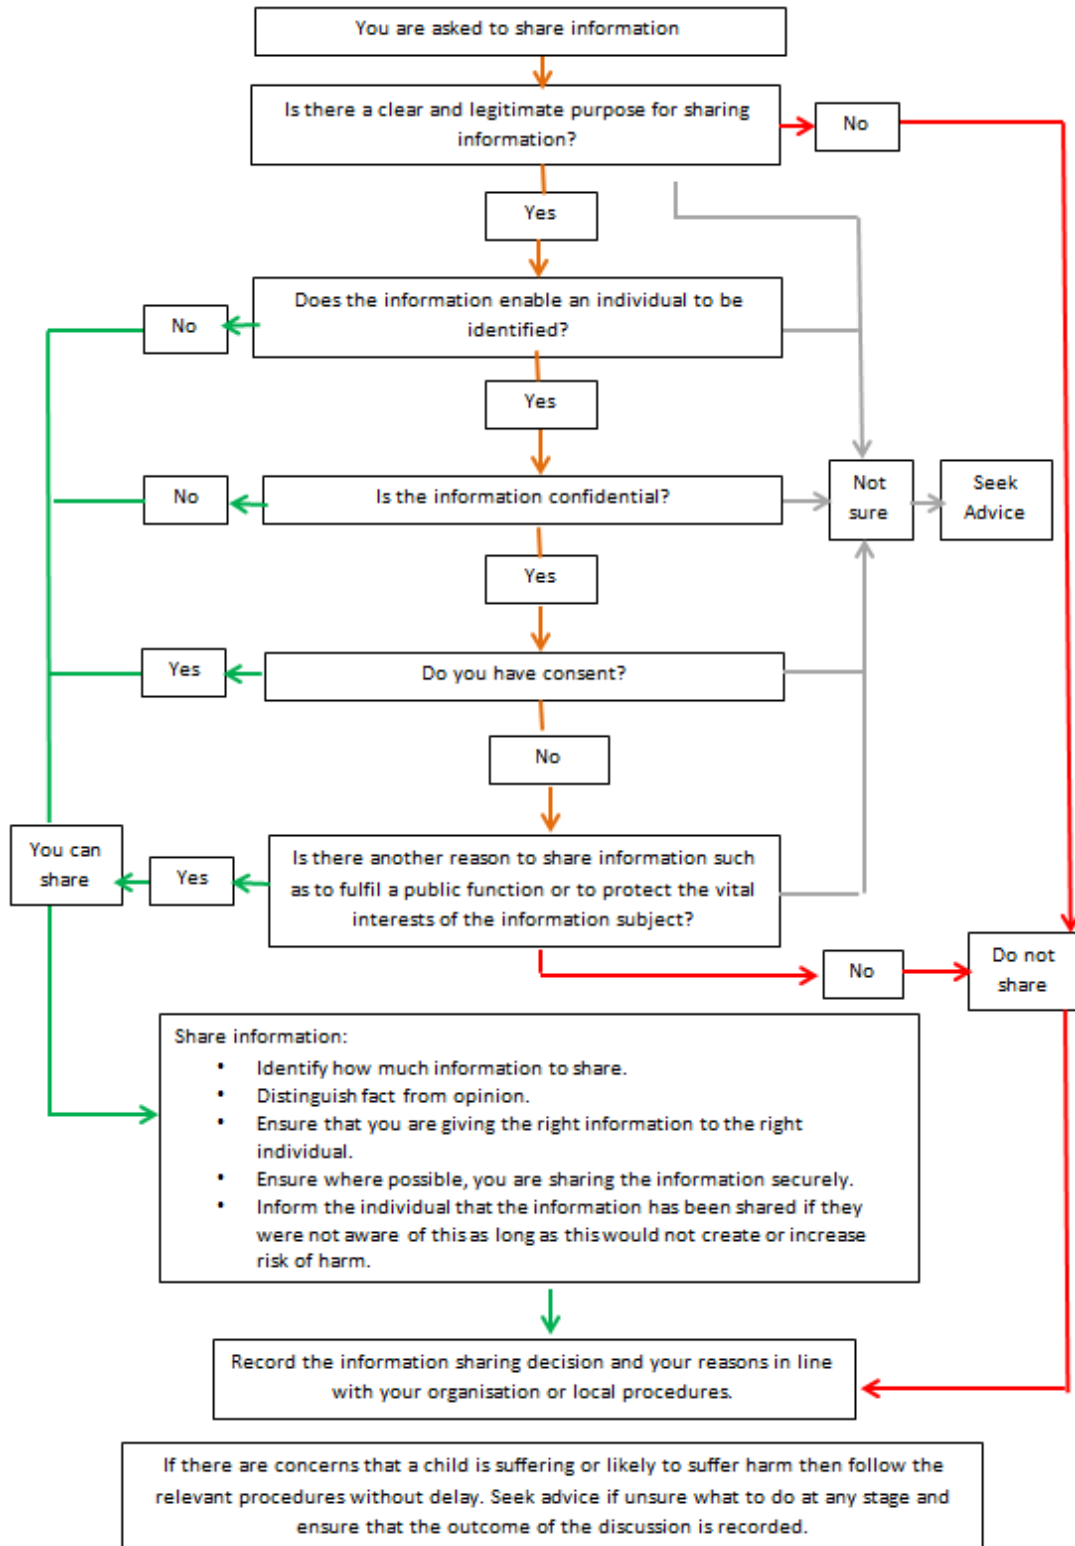 You are asked to share information
Is there a clear and legitimate purpose for sharing
information?
No
Yes
Does the information enable an individual to be
identified?
No
Yes
Is the information confidential?
No
Not
sure
Seek
Advice
Yes
Do you have consent?
Yes
No
You can
share
Yes
Is there another reason to share information such
as to fulfil a public function or to protect the vital
interests of the information subject?
No
Do not
share
Share information:
• Identify how much information to share.
• Distinguish fact from opinion.
• Ensure that you are giving the right information to the right
individual.
• Ensure where possible, you are sharing the information securely.
• Inform the individual that the information has been shared if they
were not aware of this as long as this would not create or increase
risk of harm.
Record the information sharing decision and your reasons in line
with your organisation or local procedures.
If there are concerns that a child is suffering or likely to suffer harm then follow the
relevant procedures without delay. Seek advice if unsure what to do at any stage and
ensure that the outcome of the discussion is recorded.